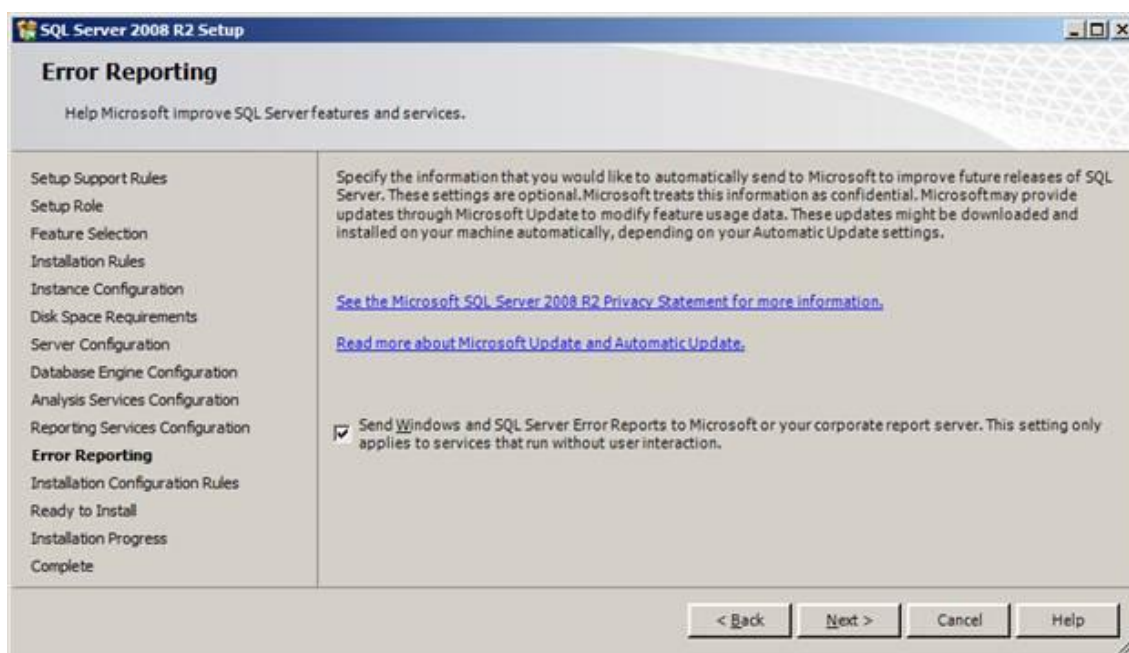 SQL Server 2008 R2 Setup
Error Reporting
Help Microsoft improve SQL Server features and services.
Setup Support Rules
Setup Role
Feature Selection
Installation Rules
Instance Configuration
Disk Space Requirements
Server Configuration
Database Engine Configuration
Analysis Services Configuration
Reporting Services Configuration
Error Reporting
Installation Configuration Rules
Ready to Install
Installation Progress
Complete
Specify the information that you would like to automatically send to Microsoft to improve future releases of SQL
Server. These settings are optional. Microsoft treats this information as confidential. Microsoft may provide
updates through Microsoft Update to modify feature usage data. These updates might be downloaded and
installed on your machine automatically, depending on your Automatic Update settings.
See the Microsoft SQL Server 2008 R2 Privacy Statement for more information.
Read more about Microsoft Update and Automatic Update.
Send Windows and SQL Server Error Reports to Microsoft or your corporate report server. This setting only
applies to services that run without user interaction.
< Back
Next >
Cancel
Help